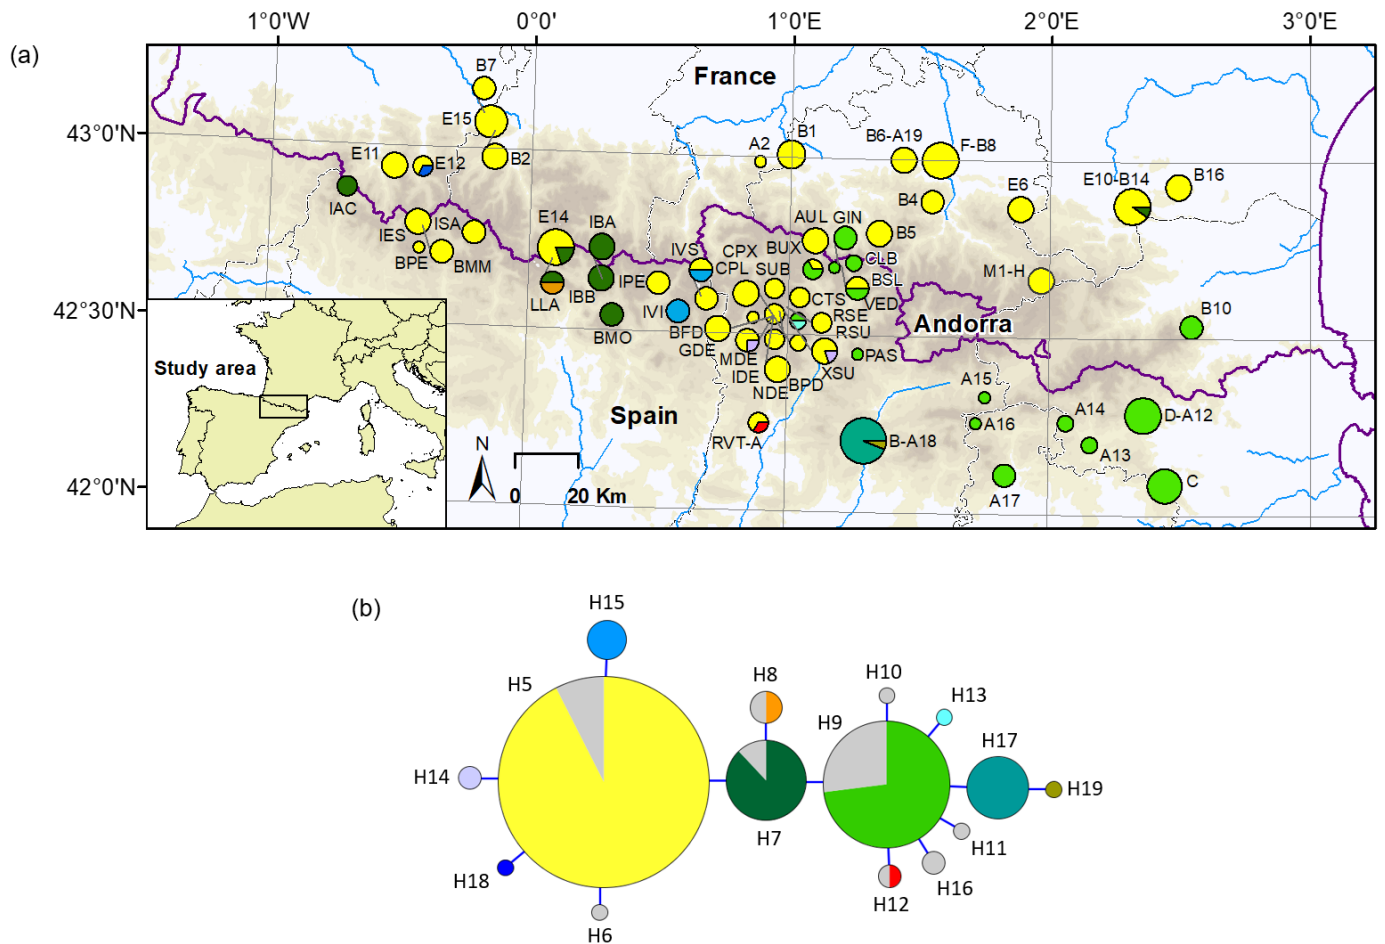 1°0'W 0°0' 1°0'E 2°0'E 3°0'E
(a)
B7
France
43°0'N
E15
B1
A2
B6-A19
F-B8
E11
E12
B2
B4
E6
E10-B14
B16
IAC
IES
ISA
E14
IBA
AUL GIN
B5
BPE
BMM
IVS
CPX
BUX
CLB
CPL SUB
BSL
M1-H
IPE
IBB
LLA
VED
CTS
42°30'N
BMO
IVI
BFD
RSE
Andorra
B10
GDE
RSU
MDE
PAS
Study area
IDE
XSU
BPD
NDE
A15
Spain
A14
D-A12
A16
N
RVT-A
B-A18
A13
42°0'N
0 20 Km
A17
C
(b)
H15
H5
H8
H10
H13
H9
H17
H14
H19
H7
H11
H18
H16
H12
H6